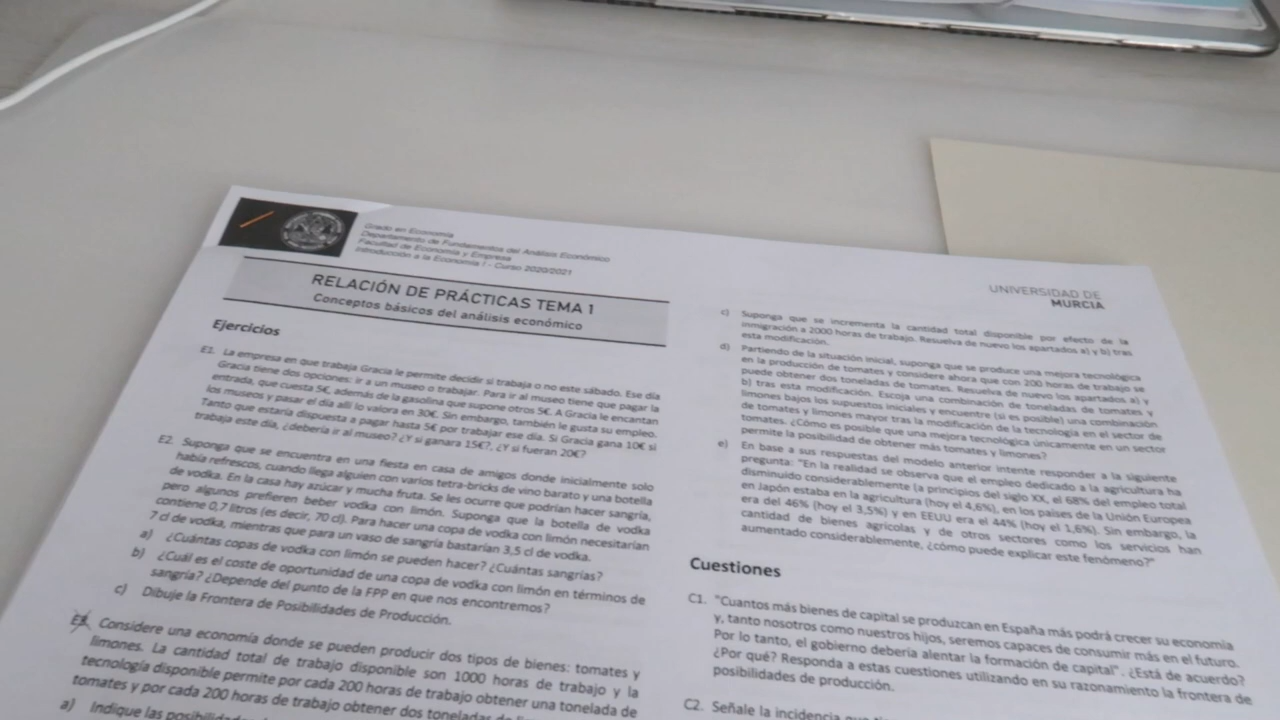 Grado en Economía
Departamento de Fundamentos del Análisis Económico
Facultad de Economía y Empresa
Introducción a la Economía I - Curso 2020/2021
RELACIÓN DE PRÁCTICAS TEMA 1
Conceptos básicos del análisis económico
Ejercicios
E1. La empresa en que trabaja Gracia le permite decidir si trabaja o no este sábado. Ese día
Gracia tiene dos opciones: ir a un museo o trabajar. Para ir al museo tiene que pagar la
entrada, que cuesta 5€, además de la gasolina que supone otros 5€. A Gracia le encantan
los museos y pasar el día allí lo valora en 30€. Sin embargo, también le gusta su empleo.
Tanto que estaría dispuesta a pagar hasta 5€ por trabajar ese día. Si Gracia gana 10€ si
trabaja este día, ¿debería ir al museo? ¿Y si ganara 15€?, ¿Y si fueran 20€?
E2. Suponga que se encuentra en una fiesta en casa de amigos donde inicialmente solo
había refrescos, cuando llega alguien con varios tetra-bricks de vino barato y una botella
de vodka. En la casa hay azúcar y mucha fruta. Se les ocurre que podrían hacer sangría,
pero algunos prefieren beber vodka con limón. Suponga que la botella de vodka
contiene 0,7 litros (es decir, 70 cl). Para hacer una copa de vodka con limón necesitarían
7 cl de vodka, mientras que para un vaso de sangría bastarían 3,5 cl de vodka.
a) ¿Cuántas copas de vodka con limón se pueden hacer? ¿Cuántas sangrías?
b) ¿Cuál es el coste de oportunidad de una copa de vodka con limón en términos de
sangría? ¿Depende del punto de la FPP en que nos encontremos?
c) Dibuje la Frontera de Posibilidades de Producción.
E3. Considere una economía donde se pueden producir dos tipos de bienes: tomates y
limones. La cantidad total de trabajo disponible son 1000 horas de trabajo y la
tecnología disponible permite por cada 200 horas de trabajo obtener una tonelada de
tomates y por cada 200 horas de trabajo obtener dos toneladas de
a) Indique las
UNIVERSIDAD DE
MURCIA
c) Suponga que se incrementa la cantidad total disponible por efecto de la
inmigración a 2000 horas de trabajo. Resuelva de nuevo los apartados a) y b) tras
esta modificación.
d) Partiendo de la situación inicial, suponga que se produce una mejora tecnológica
en la producción de tomates y considere ahora que con 200 horas de trabajo se
puede obtener dos toneladas de tomates. Resuelva de nuevo los apartados a) y
b) tras esta modificación. Escoja una combinación de toneladas de tomates y
limones bajo los supuestos iniciales y encuentre (si es posible) una combinación
de tomates y limones mayor tras la modificación de la tecnología en el sector de
tomates. ¿Cómo es posible que una mejora tecnológica únicamente en un sector
permite la posibilidad de obtener más tomates y limones?
e) En base a sus respuestas del modelo anterior intente responder a la siguiente
pregunta: "En la realidad se observa que el empleo dedicado a la agricultura ha
disminuido considerablemente (a principios del siglo XX, el 68% del empleo total
en Japón estaba en la agricultura (hoy el 4,6%), en los países de la Unión Europea
era del 46% (hoy el 3,5%) y en EEUU era el 44% (hoy el 1,6%). Sin embargo, la
cantidad de bienes agrícolas y de otros sectores como los servicios han
aumentado considerablemente, ¿cómo puede explicar este fenómeno?"
Cuestiones
C1. "Cuantos más bienes de capital se produzcan en España más podrá crecer su economía
y, tanto nosotros como nuestros hijos, seremos capaces de consumir más en el futuro.
Por lo tanto, el gobierno debería alentar la formación de capital". ¿Está de acuerdo?
¿Por qué? Responda a estas cuestiones utilizando en su razonamiento la frontera de
posibilidades de producción.
C2. Señale la incidencia que